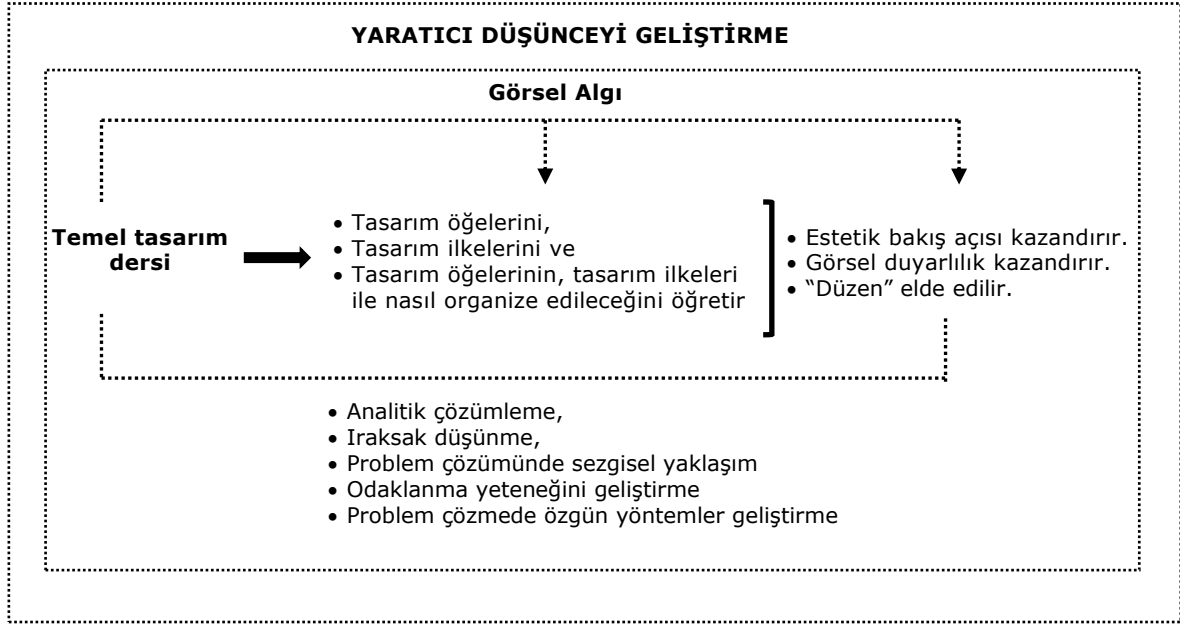 YARATICI DÜŞÜNCEYİ GELİŞTİRME
Görsel Algı
Temel tasarım
dersi
• Tasarım öğelerini,
• Tasarım ilkelerini ve
• Tasarım öğelerinin, tasarım ilkeleri
ile nasıl organize edileceğini öğretir
• Estetik bakış açısı kazandırır.
• Görsel duyarlılık kazandırır.
• “Düzen” elde edilir.
• Analitik çözümleme,
• Iraksak düşünme,
• Problem çözümünde sezgisel yaklaşım
• Odaklanma yeteneğini geliştirme
• Problem çözmede özgün yöntemler geliştirme